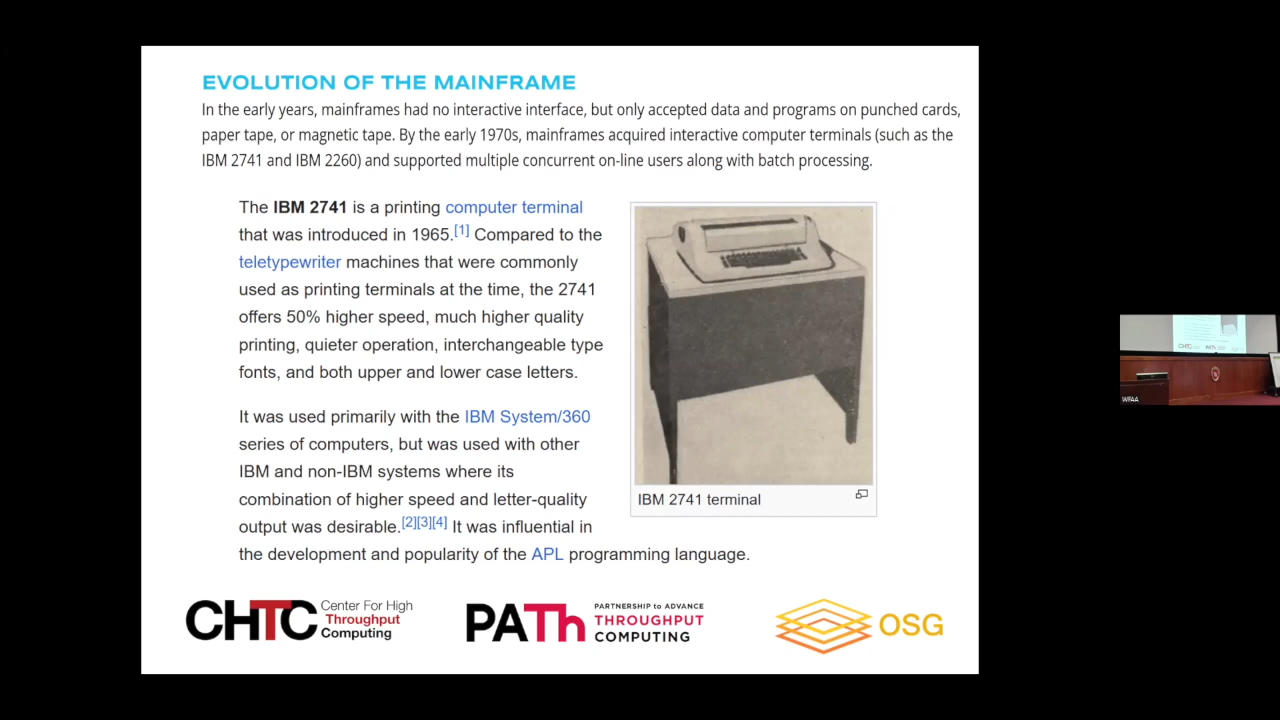 EVOLUTION OF THE MAINFRAME
In the early years, mainframes had no interactive interface, but only accepted data and programs on punched cards,
paper tape, or magnetic tape. By the early 1970s, mainframes acquired interactive computer terminals (such as the
IBM 2741 and IBM 2260) and supported multiple concurrent on-line users along with batch processing.
The IBM 2741 is a printing computer terminal
that was introduced in 1965.[1] Compared to the
teletypewriter machines that were commonly
used as printing terminals at the time, the 2741
offers 50% higher speed, much higher quality
printing, quieter operation, interchangeable type
fonts, and both upper and lower case letters.
It was used primarily with the IBM System/360
series of computers, but was used with other
IBM and non-IBM systems where its
combination of higher speed and letter-quality
output was desirable.[2][3][4] It was influential in
the development and popularity of the APL programming language.
IBM 2741 terminal
CHTC
Center For High
Throughput
Computing
PATh
PARTNERSHIP to ADVANCE
THROUGHPUT
COMPUTING
OSG
CHTC
PATh
WFAA